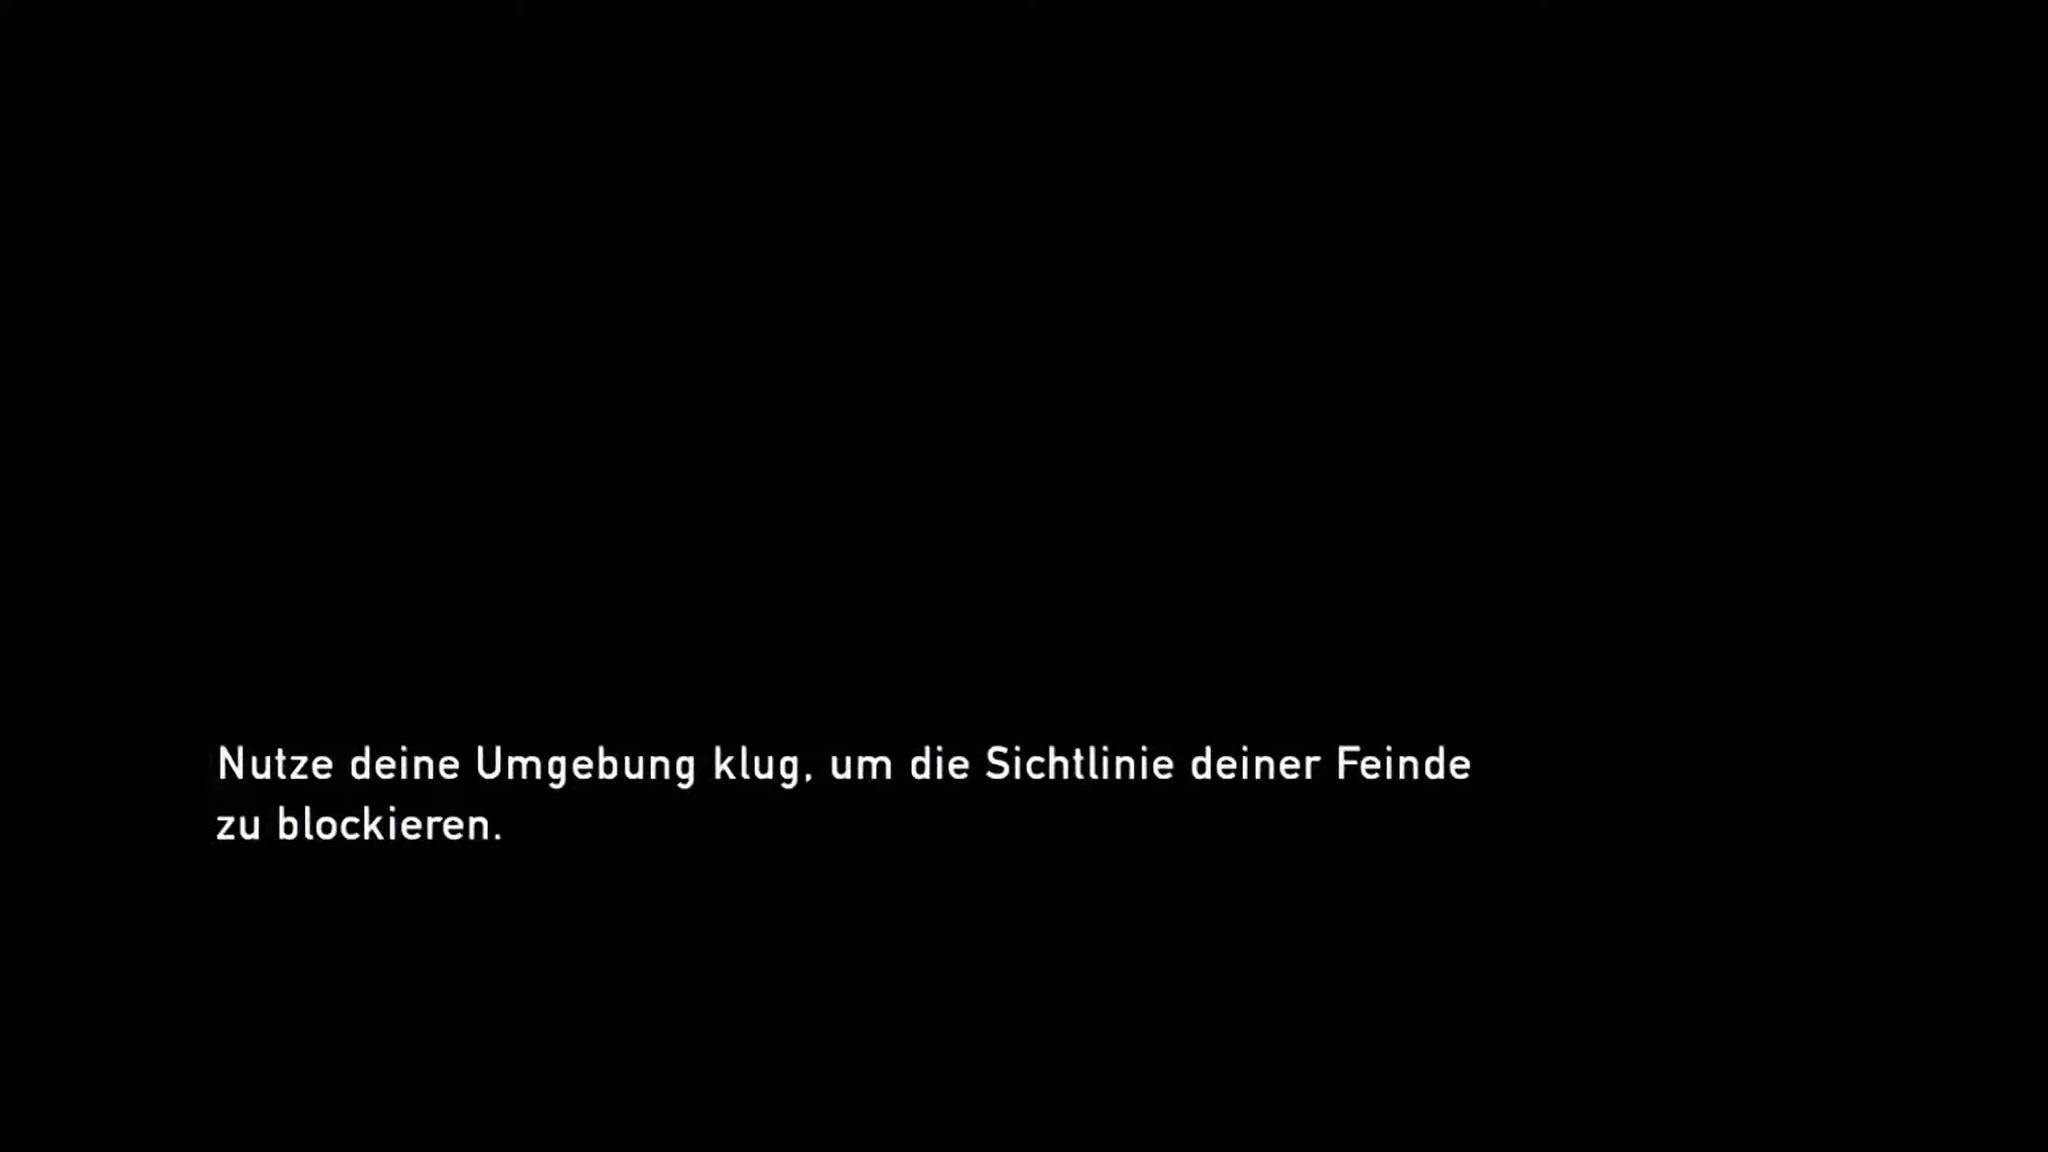 Nutze deine Umgebung klug, um die Sichtlinie deiner Feinde
zu blockieren.